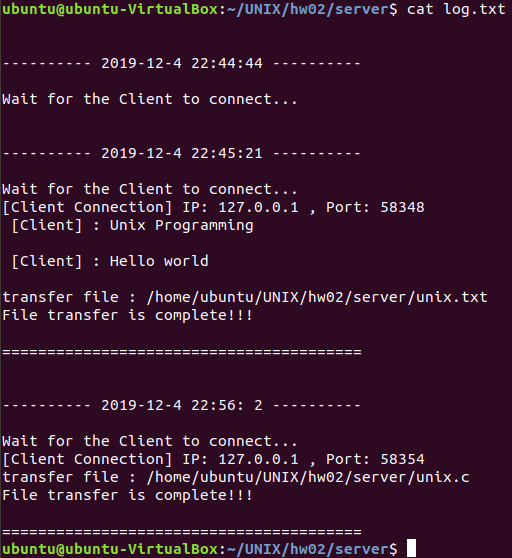 ubuntu@ubuntu-VirtualBox:~/UNIX/hw02/server$ cat log.txt
---------- 2019-12-4 22:44:44 ----------
Wait for the Client to connect...
---------- 2019-12-4 22:45:21 ----------
Wait for the Client to connect...
[Client Connection] IP: 127.0.0.1 , Port: 58348
[Client] : Unix Programming
[Client] : Hello world
transfer file : /home/ubuntu/UNIX/hw02/server/unix.txt
File transfer is complete!!!
========================================
---------- 2019-12-4 22:56: 2 ----------
Wait for the Client to connect...
[Client Connection] IP: 127.0.0.1 , Port: 58354
transfer file : /home/ubuntu/UNIX/hw02/server/unix.c
File transfer is complete!!!
========================================
ubuntu@ubuntu-VirtualBox:~/UNIX/hw02/server$